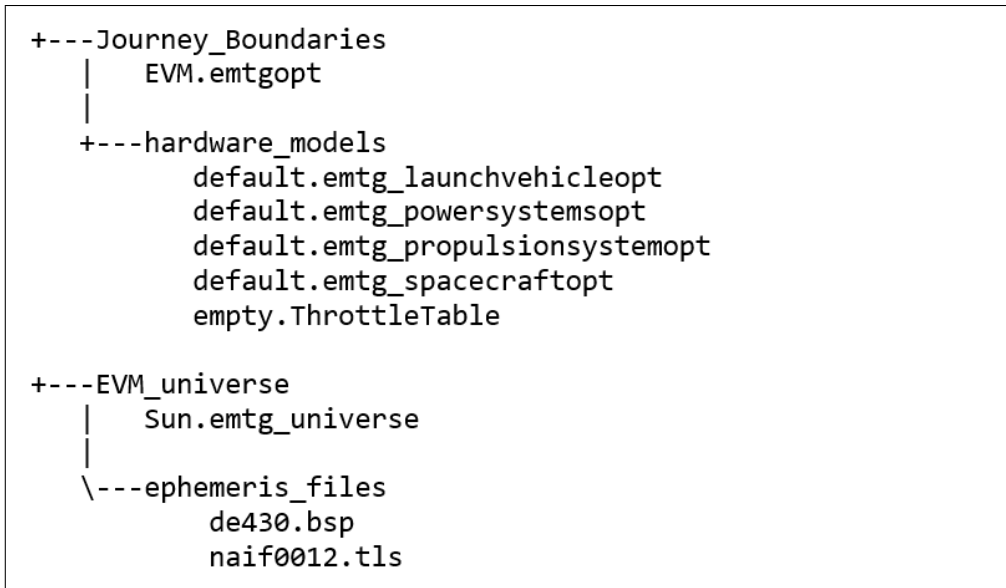 +---Journey_Boundaries
|   EVM.emtgopt
|
+---hardware_models
default.emtg_launchvehicleopt
default.emtg_powersystemsopt
default.emtg_propulsionsystemopt
default.emtg_spacecraftopt
empty.ThrottleTable
+---EVM_universe
|   Sun.emtg_universe
|
\---ephemeris_files
de430.bsp
naif0012.tls